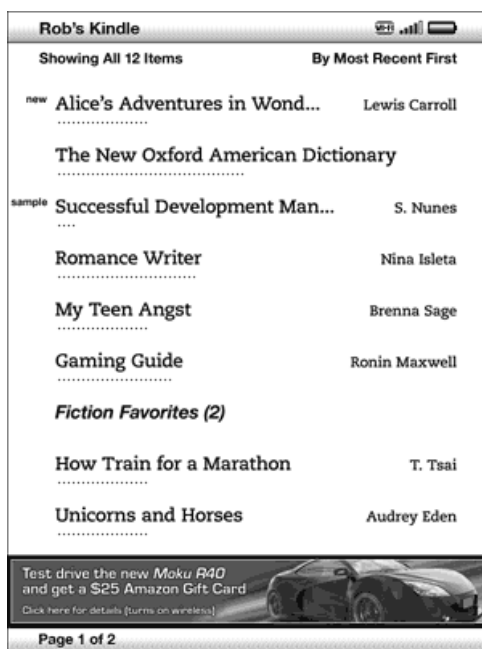 Rob's Kindle Wi-Fi
Showing All 12 Items By Most Recent First
new Alice's Adventures in Wond... Lewis Carroll
The New Oxford American Dictionary
sample Successful Development Man... S. Nunes
Romance Writer Nina Isleta
My Teen Angst Brenna Sage
Gaming Guide Ronin Maxwell
Fiction Favorites (2)
How Train for a Marathon T. Tsai
Unicorns and Horses Audrey Eden
Test drive the new Moku R40
and get a $25 Amazon Gift Card
Click here for details (turns on wireless)
Page 1 of 2